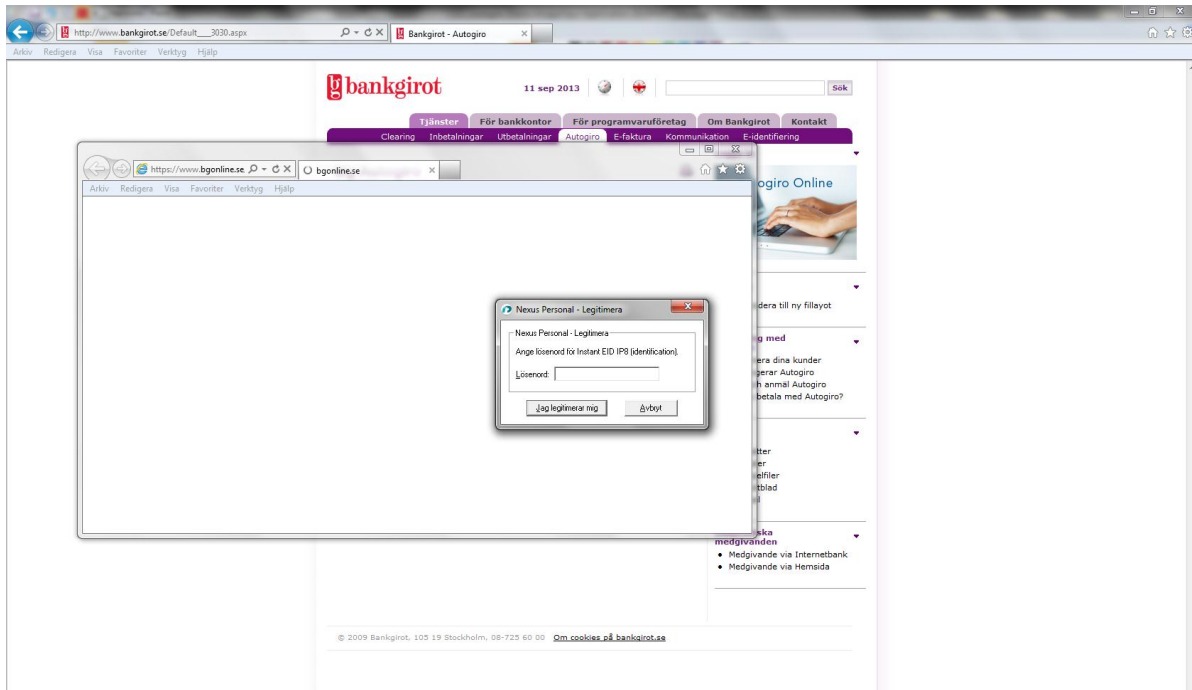 http://www.bankgirot.se/Default___3030.aspx
Bankgirot - Autogiro
Arkiv Redigera Visa Favoriter Verktyg Hjälp
bg bankgirot
11 sep 2013
Sök
Tjänster För bankkontor För programvaruföretag Om Bankgirot Kontakt
Clearing Inbetalningar Utbetalningar Autogiro E-faktura Kommunikation E-identifiering
https://www.bgonline.se
bgonline.se
Arkiv Redigera Visa Favoriter Verktyg Hjälp
ogiro Online
Nexus Personal - Legitimera
Nexus Personal - Legitimera
Ange lösenord för Instant EID IP8 (identification).
Lösenord:
Jag legitimerar mig Avbryt
dera till ny fillayot
g med
era dina kunder
gerar Autogiro
h anmäl Autogiro
betala med Autogiro?
tter
er
elfiler
tblad
ska
medgivanden
Medgivande via Internetbank
Medgivande via Hemsida
© 2009 Bankgirot, 105 19 Stockholm, 08-725 60 00 Om cookies på bankgirot.se